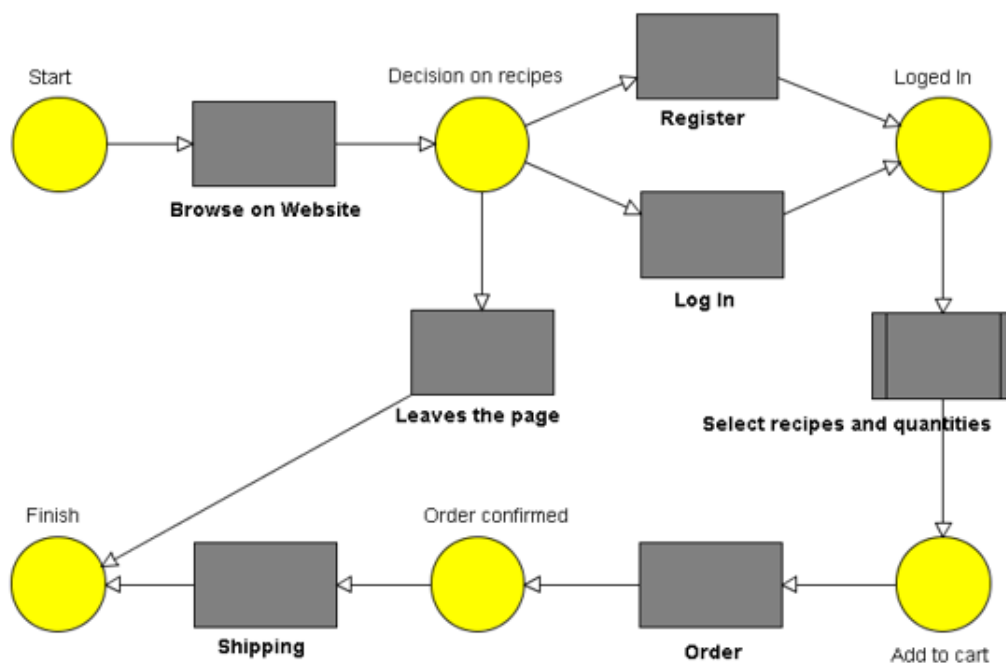 Start
Decision on recipes
Loged In
Register
Browse on Website
Log In
Leaves the page
Select recipes and quantities
Finish
Order confirmed
Shipping
Order
Add to cart